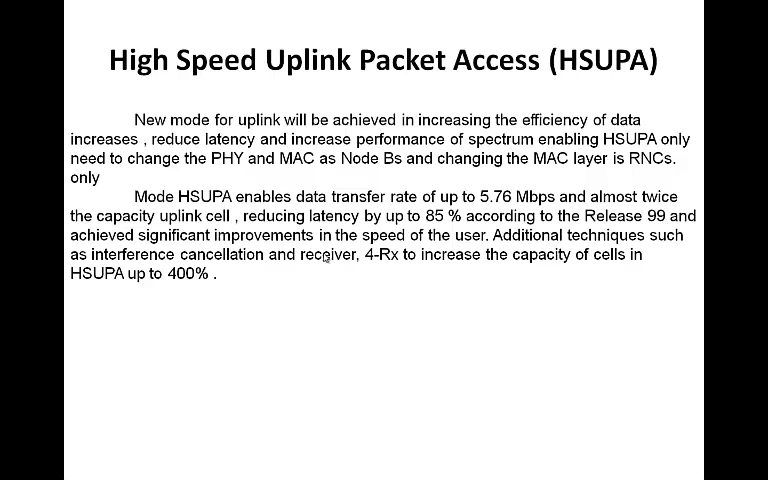 High Speed Uplink Packet Access (HSUPA)
New mode for uplink will be achieved in increasing the efficiency of data
increases , reduce latency and increase performance of spectrum enabling HSUPA only
need to change the PHY and MAC as Node Bs and changing the MAC layer is RNCs.
only
Mode HSUPA enables data transfer rate of up to 5.76 Mbps and almost twice
the capacity uplink cell , reducing latency by up to 85 % according to the Release 99 and
achieved significant improvements in the speed of the user. Additional techniques such
as interference cancellation and receiver, 4-Rx to increase the capacity of cells in
HSUPA up to 400% .